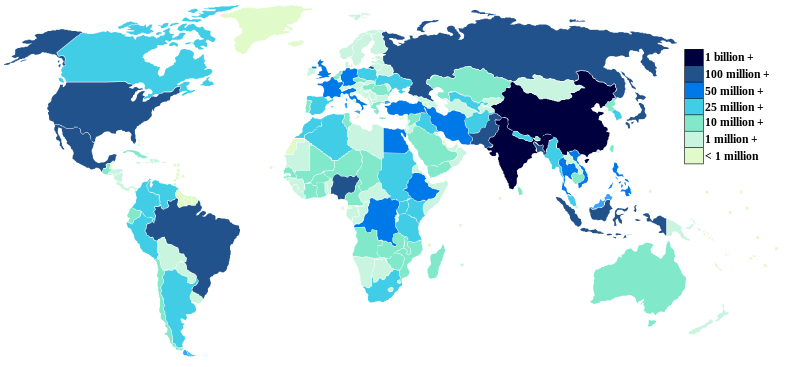 1 billion +
100 million +
50 million +
25 million +
10 million +
1 million +
< 1 million